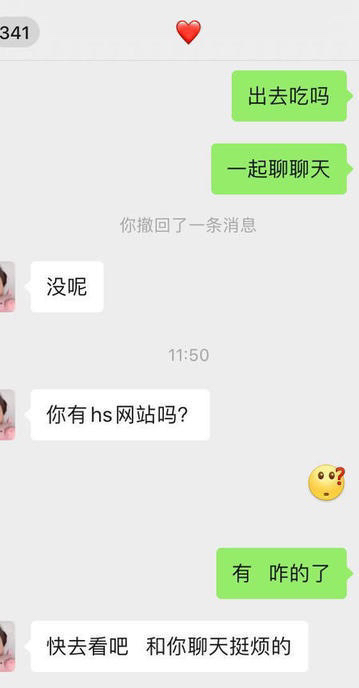 341
出去吃吗
一起聊聊天
你撤回了一条消息
没呢
11:50
你有hs网站吗?
有 咋的了
快去看吧 和你聊天挺烦的